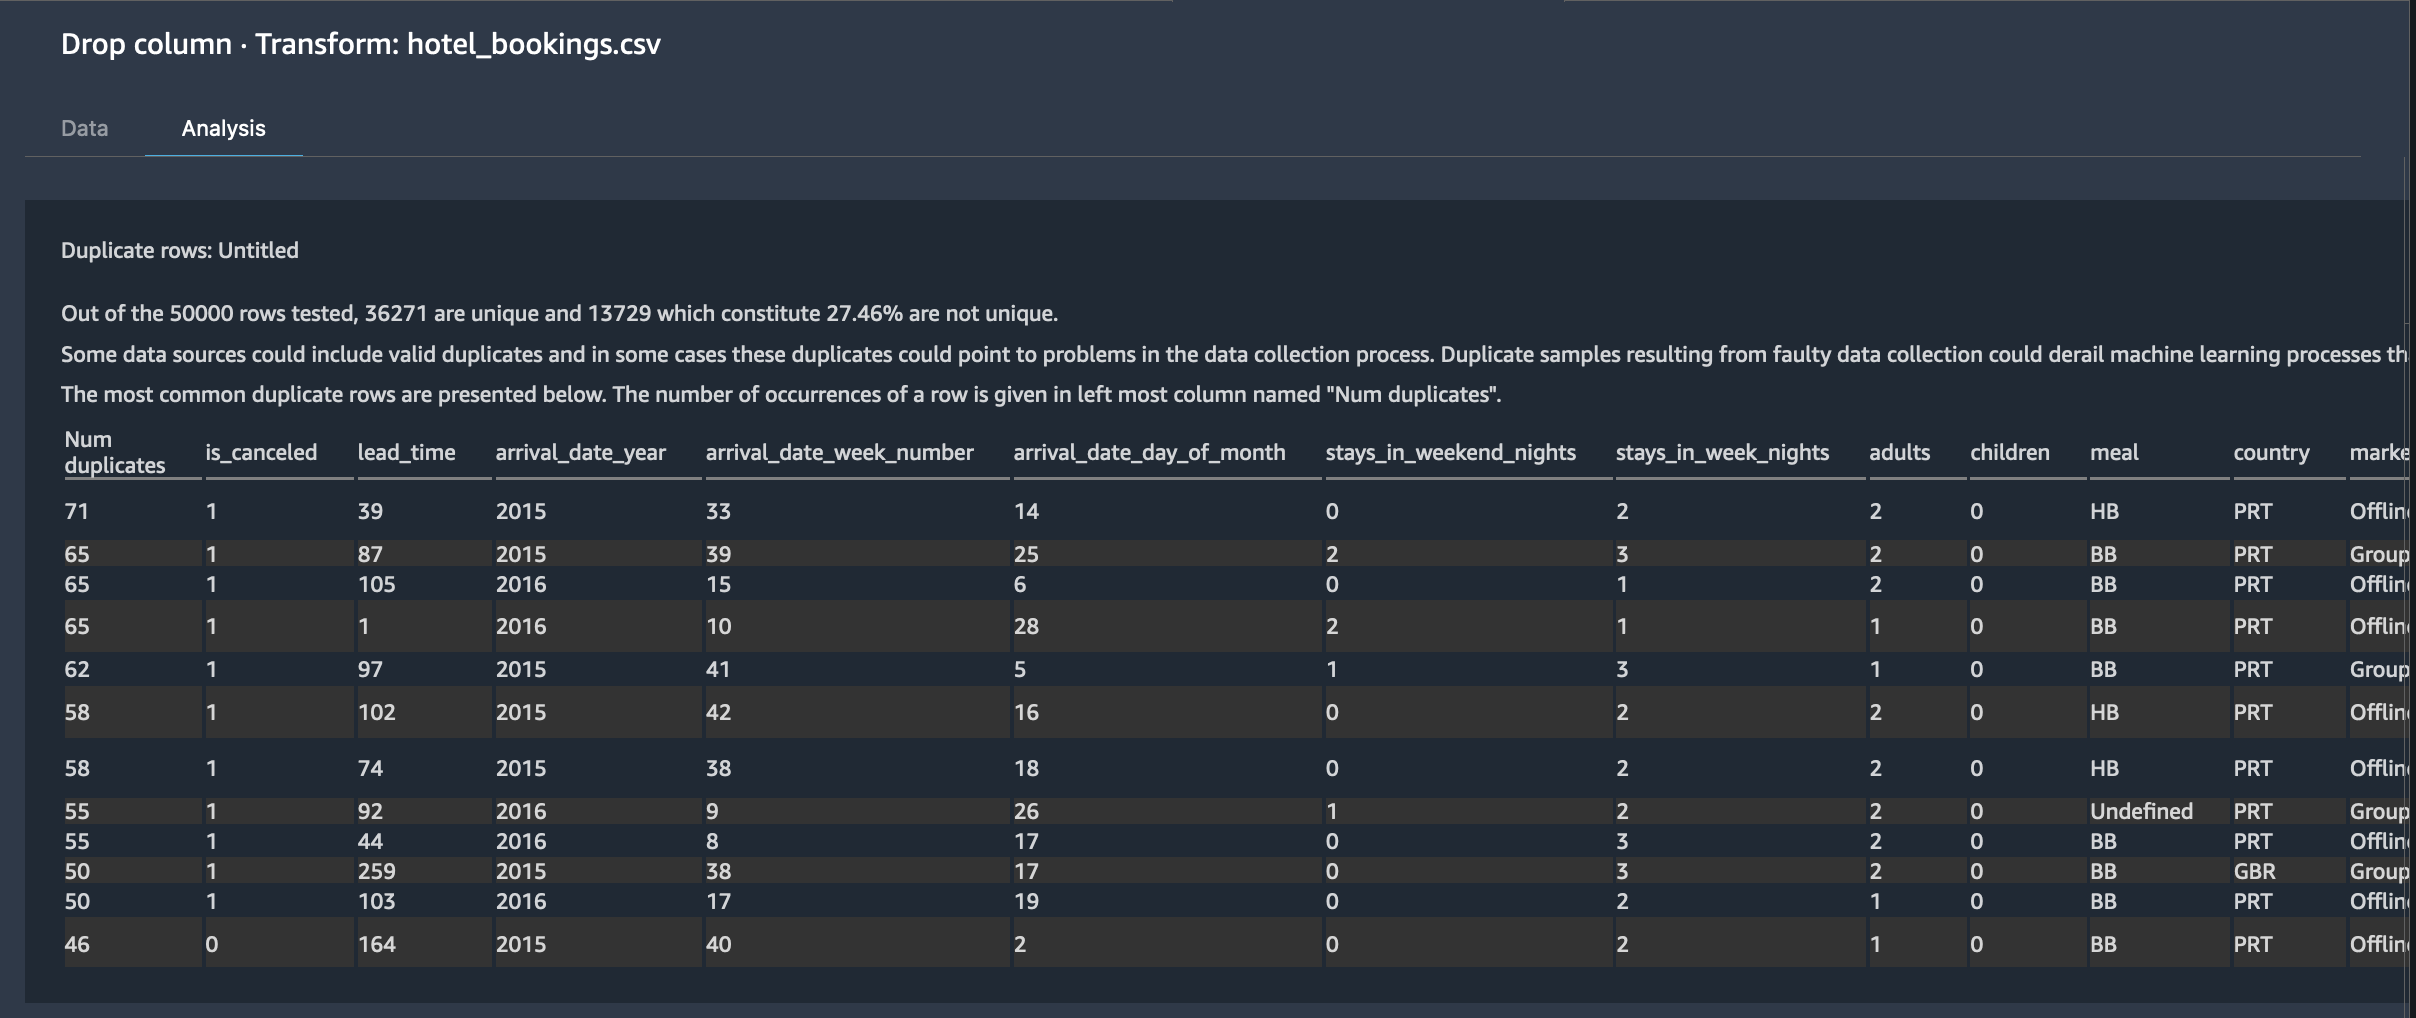 Drop column · Transform: hotel_bookings.csv
Data Analysis
Duplicate rows: Untitled
Out of the 50000 rows tested, 36271 are unique and 13729 which constitute 27.46% are not unique.
Some data sources could include valid duplicates and in some cases these duplicates could point to problems in the data collection process. Duplicate samples resulting from faulty data collection could derail machine learning processes th
The most common duplicate rows are presented below. The number of occurrences of a row is given in left most column named "Num duplicates".
Num duplicates is_canceled lead_time arrival_date_year arrival_date_week_number arrival_date_day_of_month stays_in_weekend_nights stays_in_week_nights adults children meal country marke
71 1 39 2015 33 14 0 2 2 0 HB PRT Offlin
65 1 87 2015 39 25 2 3 2 0 BB PRT Group
65 1 105 2016 15 6 0 1 2 0 BB PRT Offlin
65 1 1 2016 10 28 2 1 1 0 BB PRT Offlin
62 1 97 2015 41 5 1 3 1 0 BB PRT Group
58 1 102 2015 42 16 0 2 2 0 HB PRT Offlin
58 1 74 2015 38 18 0 2 2 0 HB PRT Offlin
55 1 92 2016 9 26 1 2 2 0 Undefined PRT Group
55 1 44 2016 8 17 0 3 2 0 BB PRT Offlin
50 1 259 2015 38 17 0 3 2 0 BB GBR Group
50 1 103 2016 17 19 0 2 1 0 BB PRT Offlin
46 0 164 2015 40 2 0 2 1 0 BB PRT Offlin